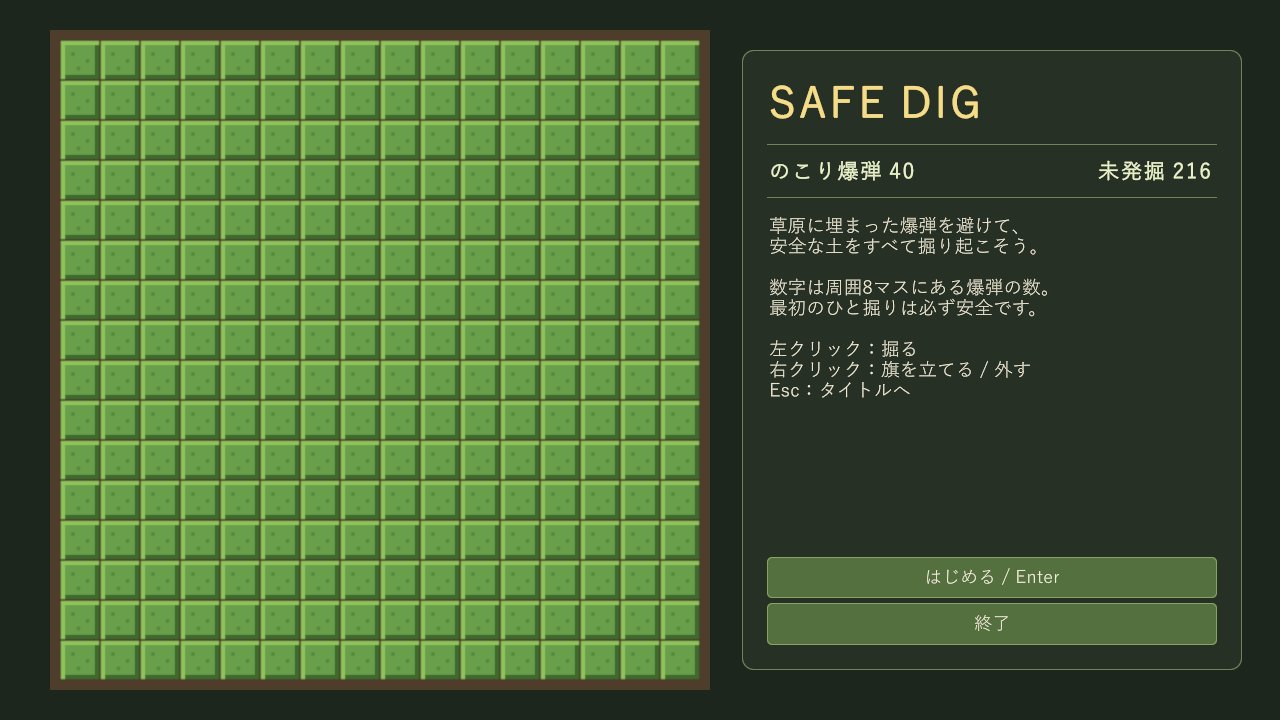 SAFE DIG
のこり爆弾 40
未発掘 216
草原に埋まった爆弾を避けて、
安全な土をすべて掘り起こそう。
数字は周囲8マスにある爆弾の数。
最初のひと掘りは必ず安全です。
左クリック：掘る
右クリック：旗を立てる / 外す
Esc：タイトルへ
はじめる / Enter
終了